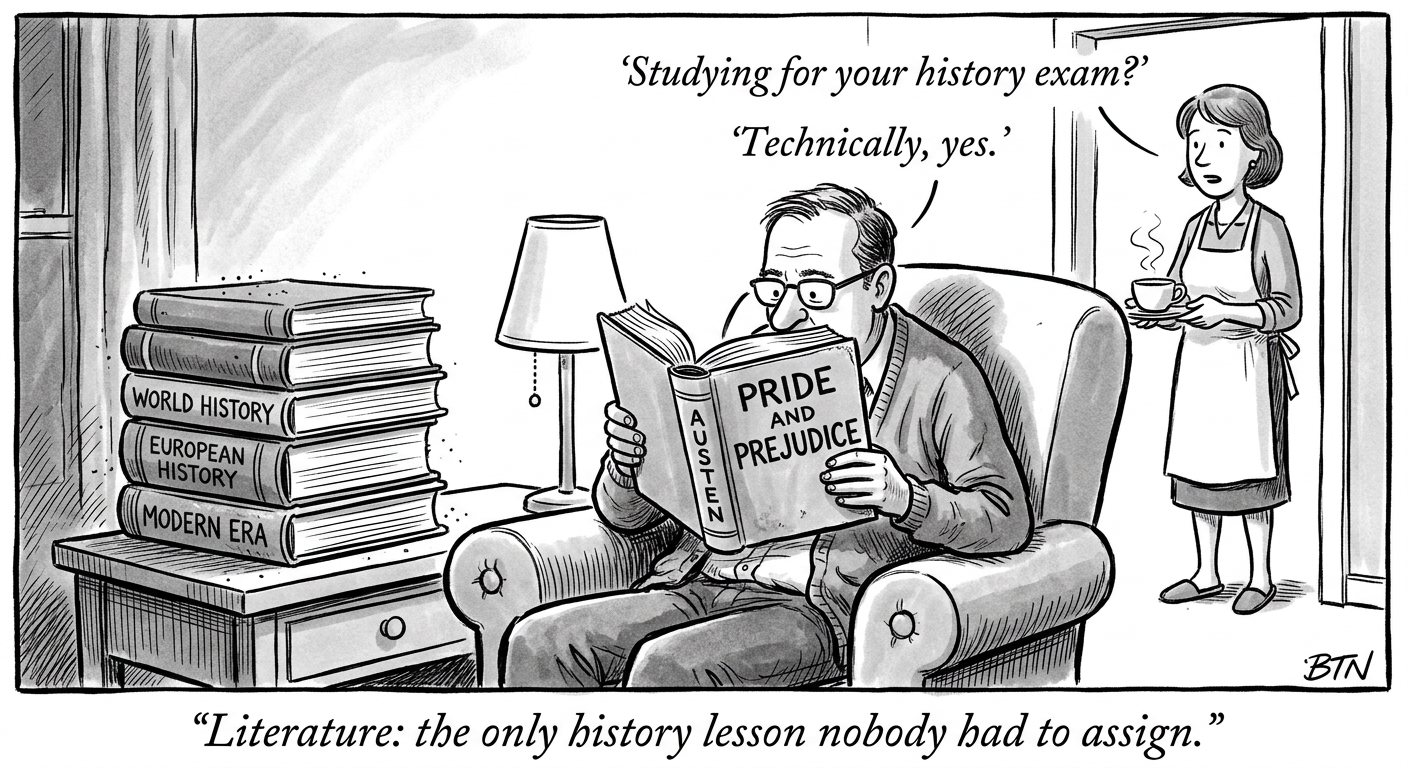 ‘Studying for your history exam?’
‘Technically, yes.’
WORLD HISTORY
EUROPEAN
HISTORY
MODERN ERA
AUSTEN
PRIDE
AND
PREJUDICE
BTN
“Literature: the only history lesson nobody had to assign.”